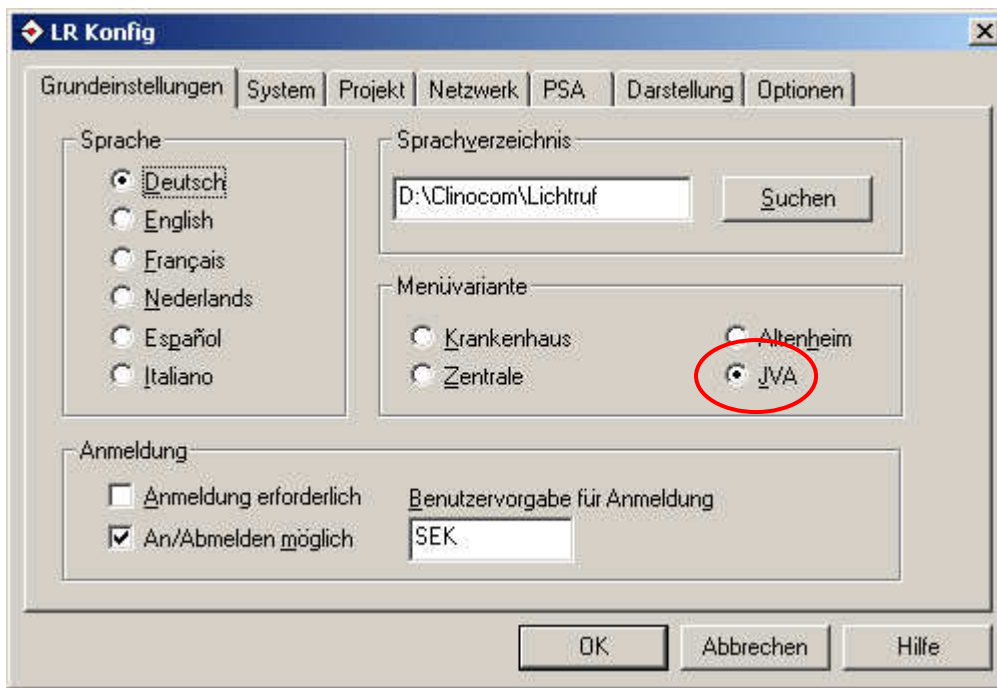 LR Konfig
Grundeinstellungen System Projekt Netzwerk PSA Darstellung Optionen
Sprache
Deutsch
English
Français
Nederlands
Español
Italiano
Sprachverzeichnis
D:\Clinocom\Lichtruf Suchen
Menüvariante
Krankenhaus Altenheim
Zentrale JVA
Anmeldung
Anmeldung erforderlich Benutzervorgabe für Anmeldung
An/Abmelden möglich SEK
OK Abbrechen Hilfe